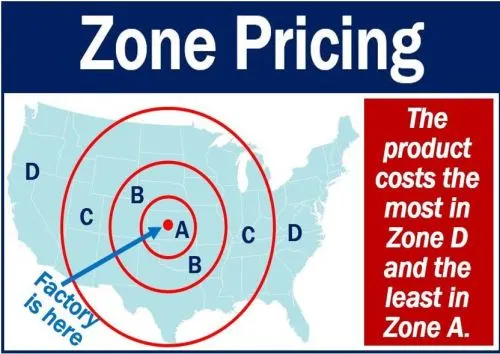 Zone Pricing
D
B
C
A
C
D
B
Factory
is here
The
product
costs the
most in
Zone D
and the
least in
Zone A.